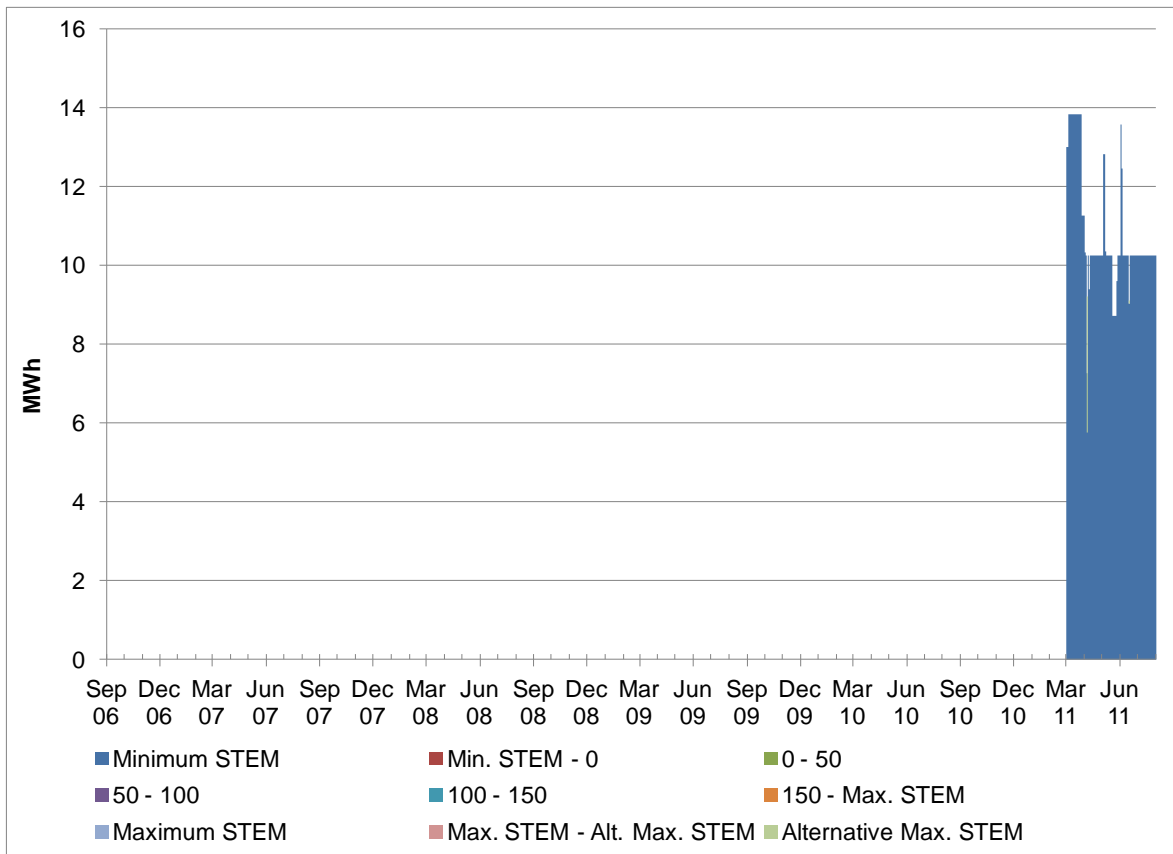 16
14
12
10
8
6
4
2
0
MWh
Sep Dec Mar Jun Sep Dec Mar Jun Sep Dec Mar Jun Sep Dec Mar Jun Sep Dec Mar Jun
06 06 07 07 07 07 08 08 08 08 09 09 09 09 10 10 10 10 11 11
Minimum STEM Min. STEM - 0 0 - 50
50 - 100 100 - 150 150 - Max. STEM
Maximum STEM Max. STEM - Alt. Max. STEM Alternative Max. STEM